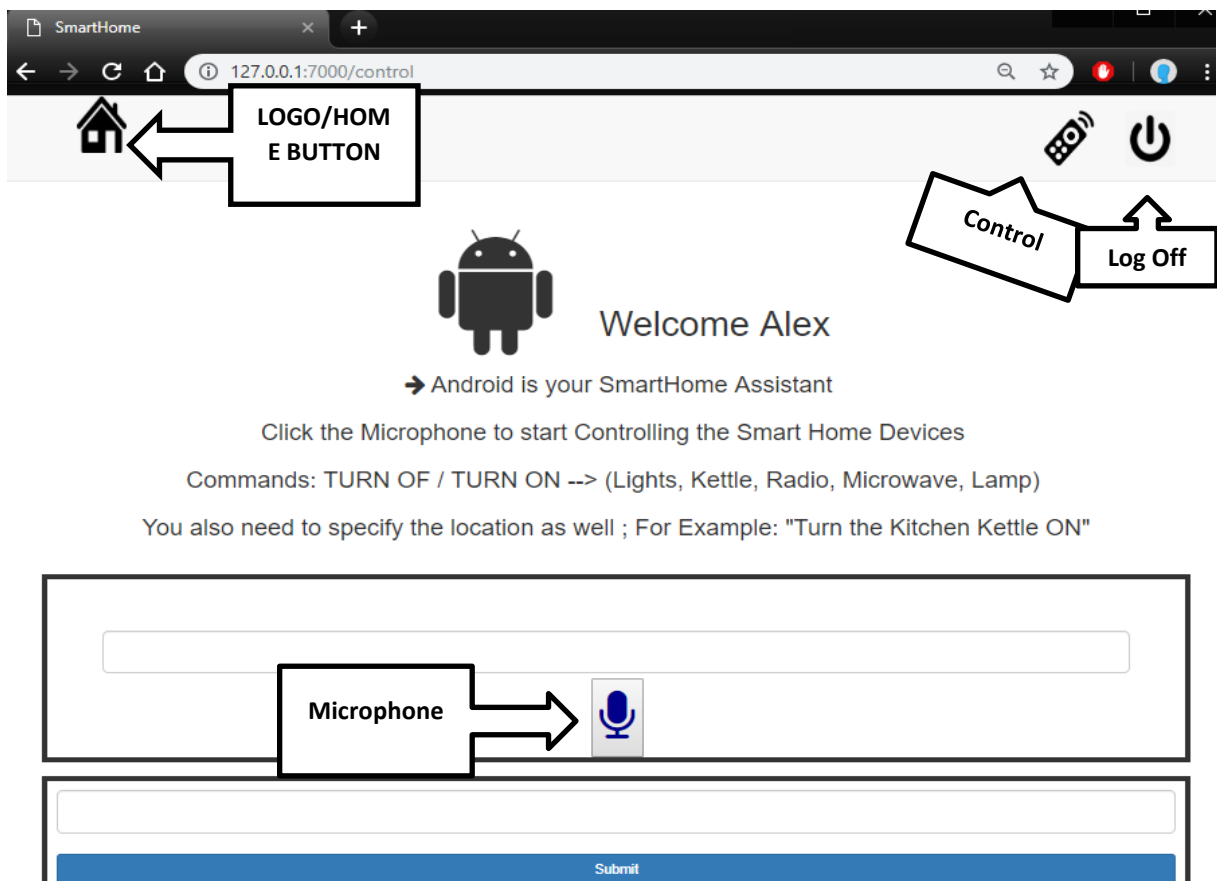 SmartHome
127.0.0.1:7000/control
LOGO/HOM
E BUTTON
Control
Log Off
Welcome Alex
Android is your SmartHome Assistant
Click the Microphone to start Controlling the Smart Home Devices
Commands: TURN OF / TURN ON --> (Lights, Kettle, Radio, Microwave, Lamp)
You also need to specify the location as well ; For Example: "Turn the Kitchen Kettle ON"
Microphone
Submit